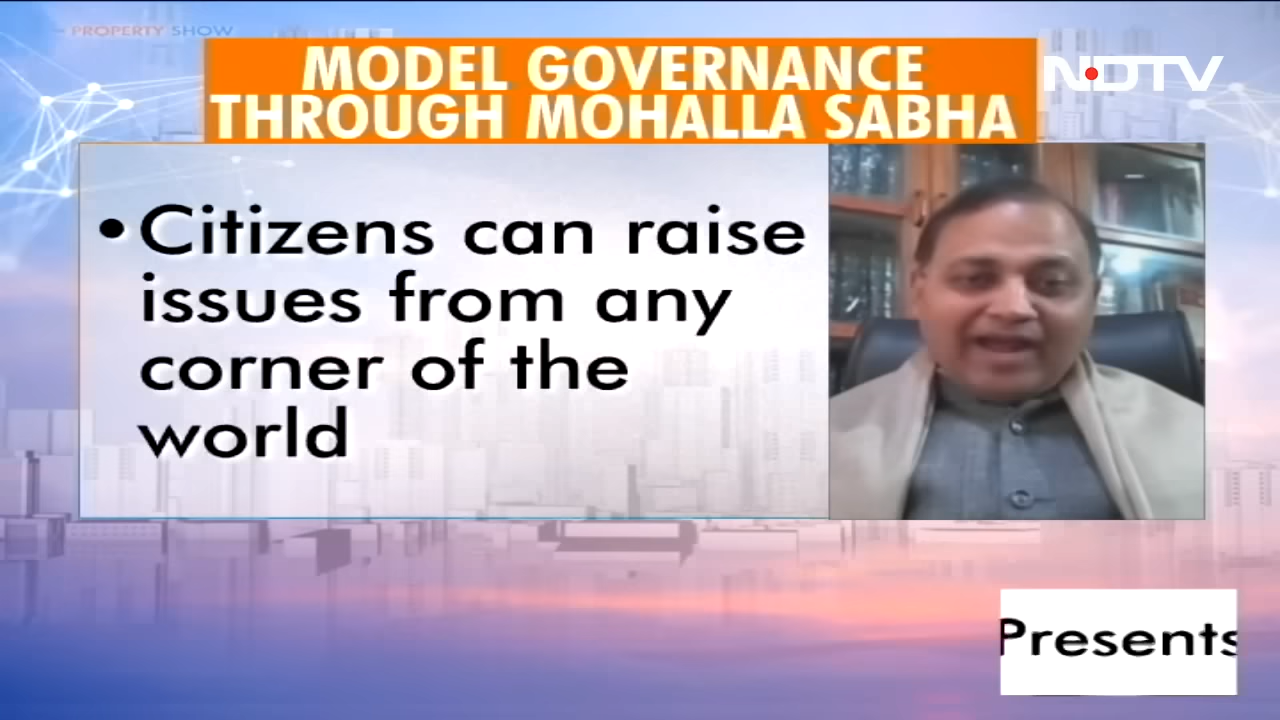 PROPERTY SHOW
MODEL GOVERNANCE
THROUGH MOHALLA SABHA
NDTV
• Citizens can raise
issues from any
corner of the
world
Presents